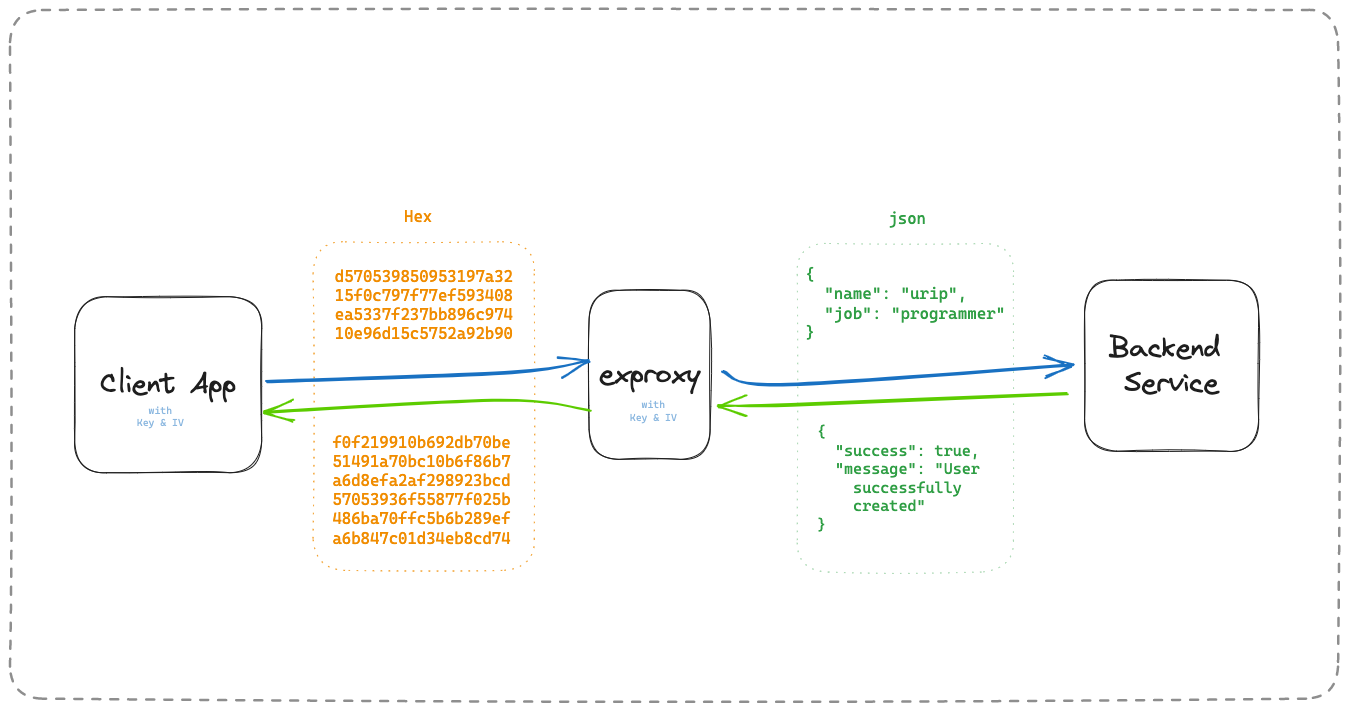 Hex
d570539850953197a32
15f0c797f77ef593408
ea5337f237bb896c974
10e96d15c5752a92b90
json
{
"name": "urip",
"job": "programmer"
}
Client App
with
Key & IV
exproxy
with
Key & IV
Backend
Service
f0f219910b692db70be
51491a70bc10b6f86b7
a6d8efa2af298923bcd
57053936f55877f025b
486ba70ffc5b6b289ef
a6b847c01d34eb8cd74
{
"success": true,
"message": "User
successfully
created"
}